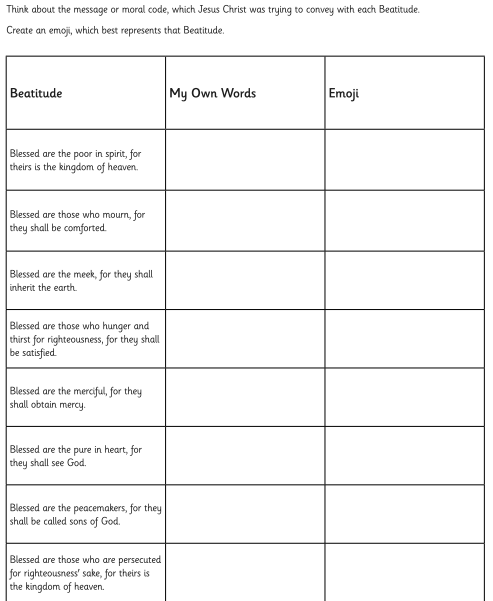 Think about the message or moral code, which Jesus Christ was trying to convey with each Beatitude.
Create an emoji, which best represents that Beatitude.
Beatitude
My Own Words
Emoji
Blessed are the poor in spirit, for
theirs is the kingdom of heaven.
Blessed are those who mourn, for
they shall be comforted.
Blessed are the meek, for they shall
inherit the earth.
Blessed are those who hunger and
thirst for righteousness, for they shall
be satisfied.
Blessed are the merciful, for they
shall obtain mercy.
Blessed are the pure in heart, for
they shall see God.
Blessed are the peacemakers, for they
shall be called sons of God.
Blessed are those who are persecuted
for righteousness' sake, for theirs is
the kingdom of heaven.